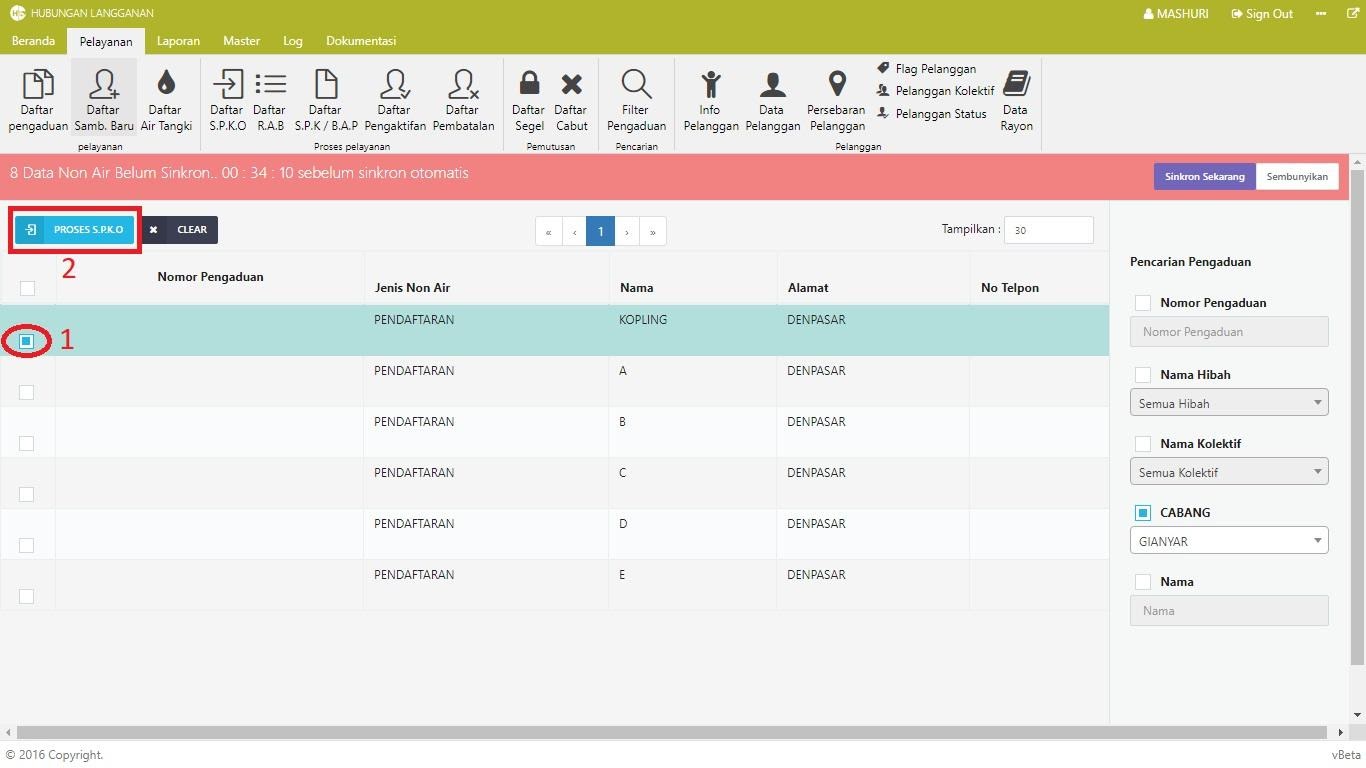 HUBUNGAN LANGGANAN
MASHURI
Sign Out
Beranda
Pelayanan
Laporan
Master
Log
Dokumentasi
Daftar
pengaduan
Daftar
Samb. Baru
Daftar
Air Tangki
pelayanan
Daftar
S.P.K.O
Daftar
R.A.B
Daftar
S.P.K / B.A.P
Daftar
Pengaktifan
Daftar
Pembatalan
Proses pelayanan
Daftar
Segel
Daftar
Cabut
Pemutusan
Filter
Pengaduan
Pencarian
Info
Pelanggan
Data
Pelanggan
Persebaran
Pelanggan
Flag Pelanggan
Pelanggan Kolektif
Pelanggan Status
Data
Rayon
Pelanggan
8 Data Non Air Belum Sinkron.. 00 : 34 : 10 sebelum sinkron otomatis
Sinkron Sekarang
Sembunyikan
PROSES S.P.K.O
CLEAR
« ‹ 1 › »
Tampilkan : 30
2
Nomor Pengaduan
Jenis Non Air
Nama
Alamat
No Telpon
1
PENDAFTARAN KOPLING DENPASAR
PENDAFTARAN A DENPASAR
PENDAFTARAN B DENPASAR
PENDAFTARAN C DENPASAR
PENDAFTARAN D DENPASAR
PENDAFTARAN E DENPASAR
Pencarian Pengaduan
Nomor Pengaduan
Nomor Pengaduan
Nama Hibah
Semua Hibah
Nama Kolektif
Semua Kolektif
CABANG
GIANYAR
Nama
Nama
© 2016 Copyright.
vBeta